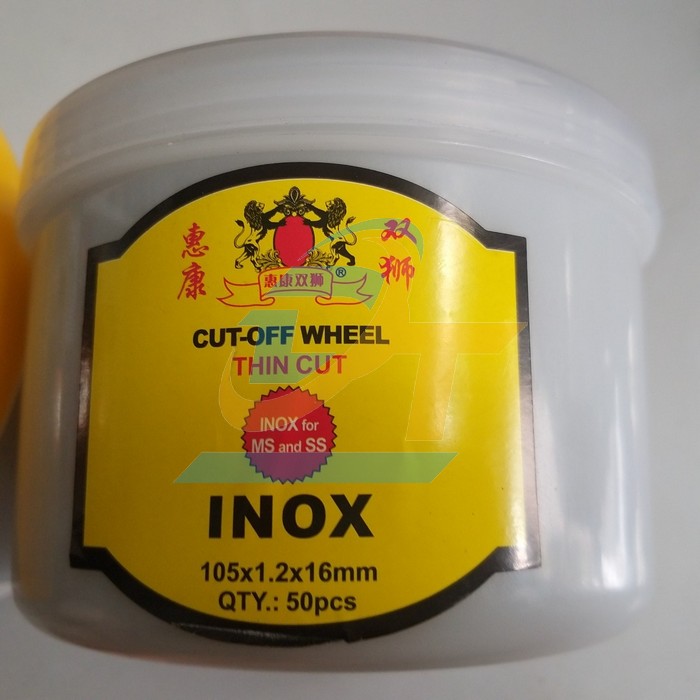 惠康
双狮
惠康双狮®
CUT-OFF WHEEL
THIN CUT
INOX for
MS and SS
INOX
105x1.2x16mm
QTY.: 50pcs